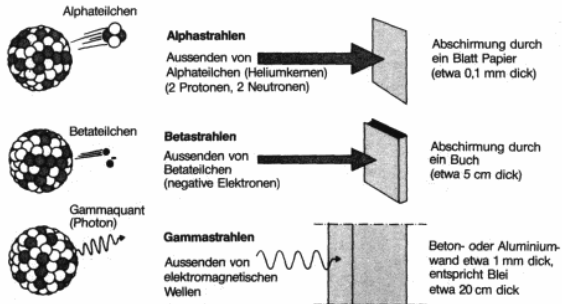 Alphateilchen
Alphastrahlen
Aussenden von
Alphateilchen (Heliumkernen)
(2 Protonen, 2 Neutronen)
Abschirmung durch
ein Blatt Papier
(etwa 0,1 mm dick)
Betateilchen
Betastrahlen
Aussenden von
Betateilchen
(negative Elektronen)
Abschirmung durch
ein Buch
(etwa 5 cm dick)
Gammaquant
(Photon)
Gammastrahlen
Aussenden von
elektromagnetischen
Wellen
Beton- oder Aluminium-
wand etwa 1 mm dick,
entspricht Blei
etwa 20 cm dick